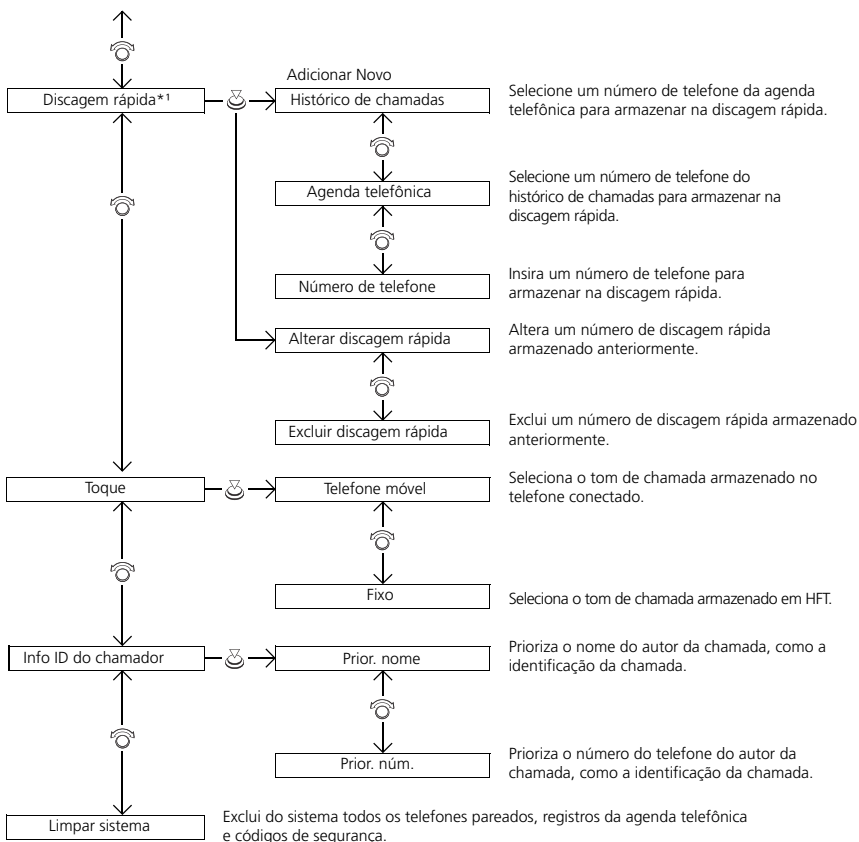 Adicionar Novo
Discagem rápida*¹
Histórico de chamadas
Selecione um número de telefone da agenda
telefônica para armazenar na discagem rápida.
Agenda telefônica
Selecione um número de telefone do
histórico de chamadas para armazenar na
discagem rápida.
Número de telefone
Insira um número de telefone para
armazenar na discagem rápida.
Alterar discagem rápida
Altera um número de discagem rápida
armazenado anteriormente.
Excluir discagem rápida
Exclui um número de discagem rápida armazenado
anteriormente.
Toque
Telefone móvel
Seleciona o tom de chamada armazenado no
telefone conectado.
Fixo
Seleciona o tom de chamada armazenado em HFT.
Info ID do chamador
Prior. nome
Prioriza o nome do autor da chamada, como a
identificação da chamada.
Prior. núm.
Prioriza o número do telefone do autor da
chamada, como a identificação da chamada.
Limpar sistema
Exclui do sistema todos os telefones pareados, registros da agenda telefônica
e códigos de segurança.